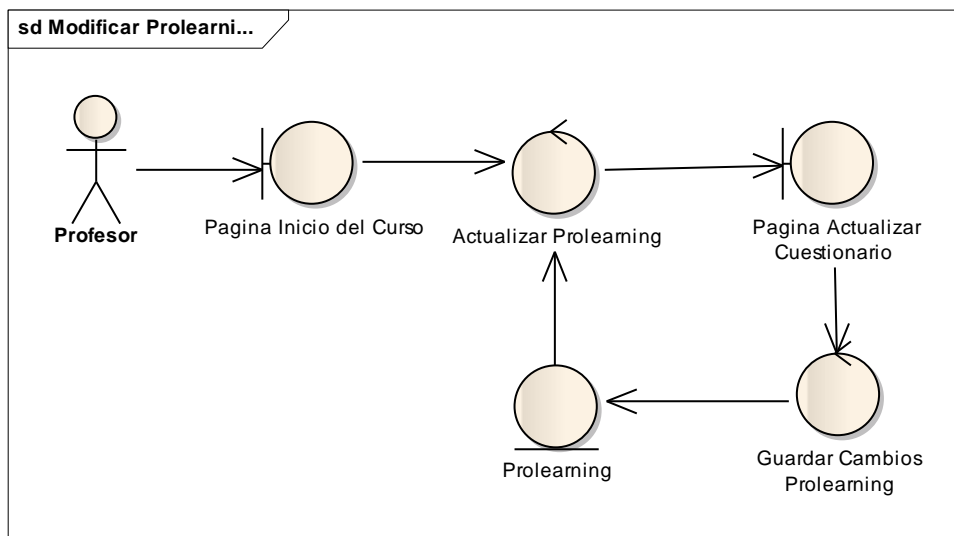 sd Modificar Prolearni...
Profesor
Pagina Inicio del Curso
Actualizar Prolearning
Pagina Actualizar
Cuestionario
Prolearning
Guardar Cambios
Prolearning